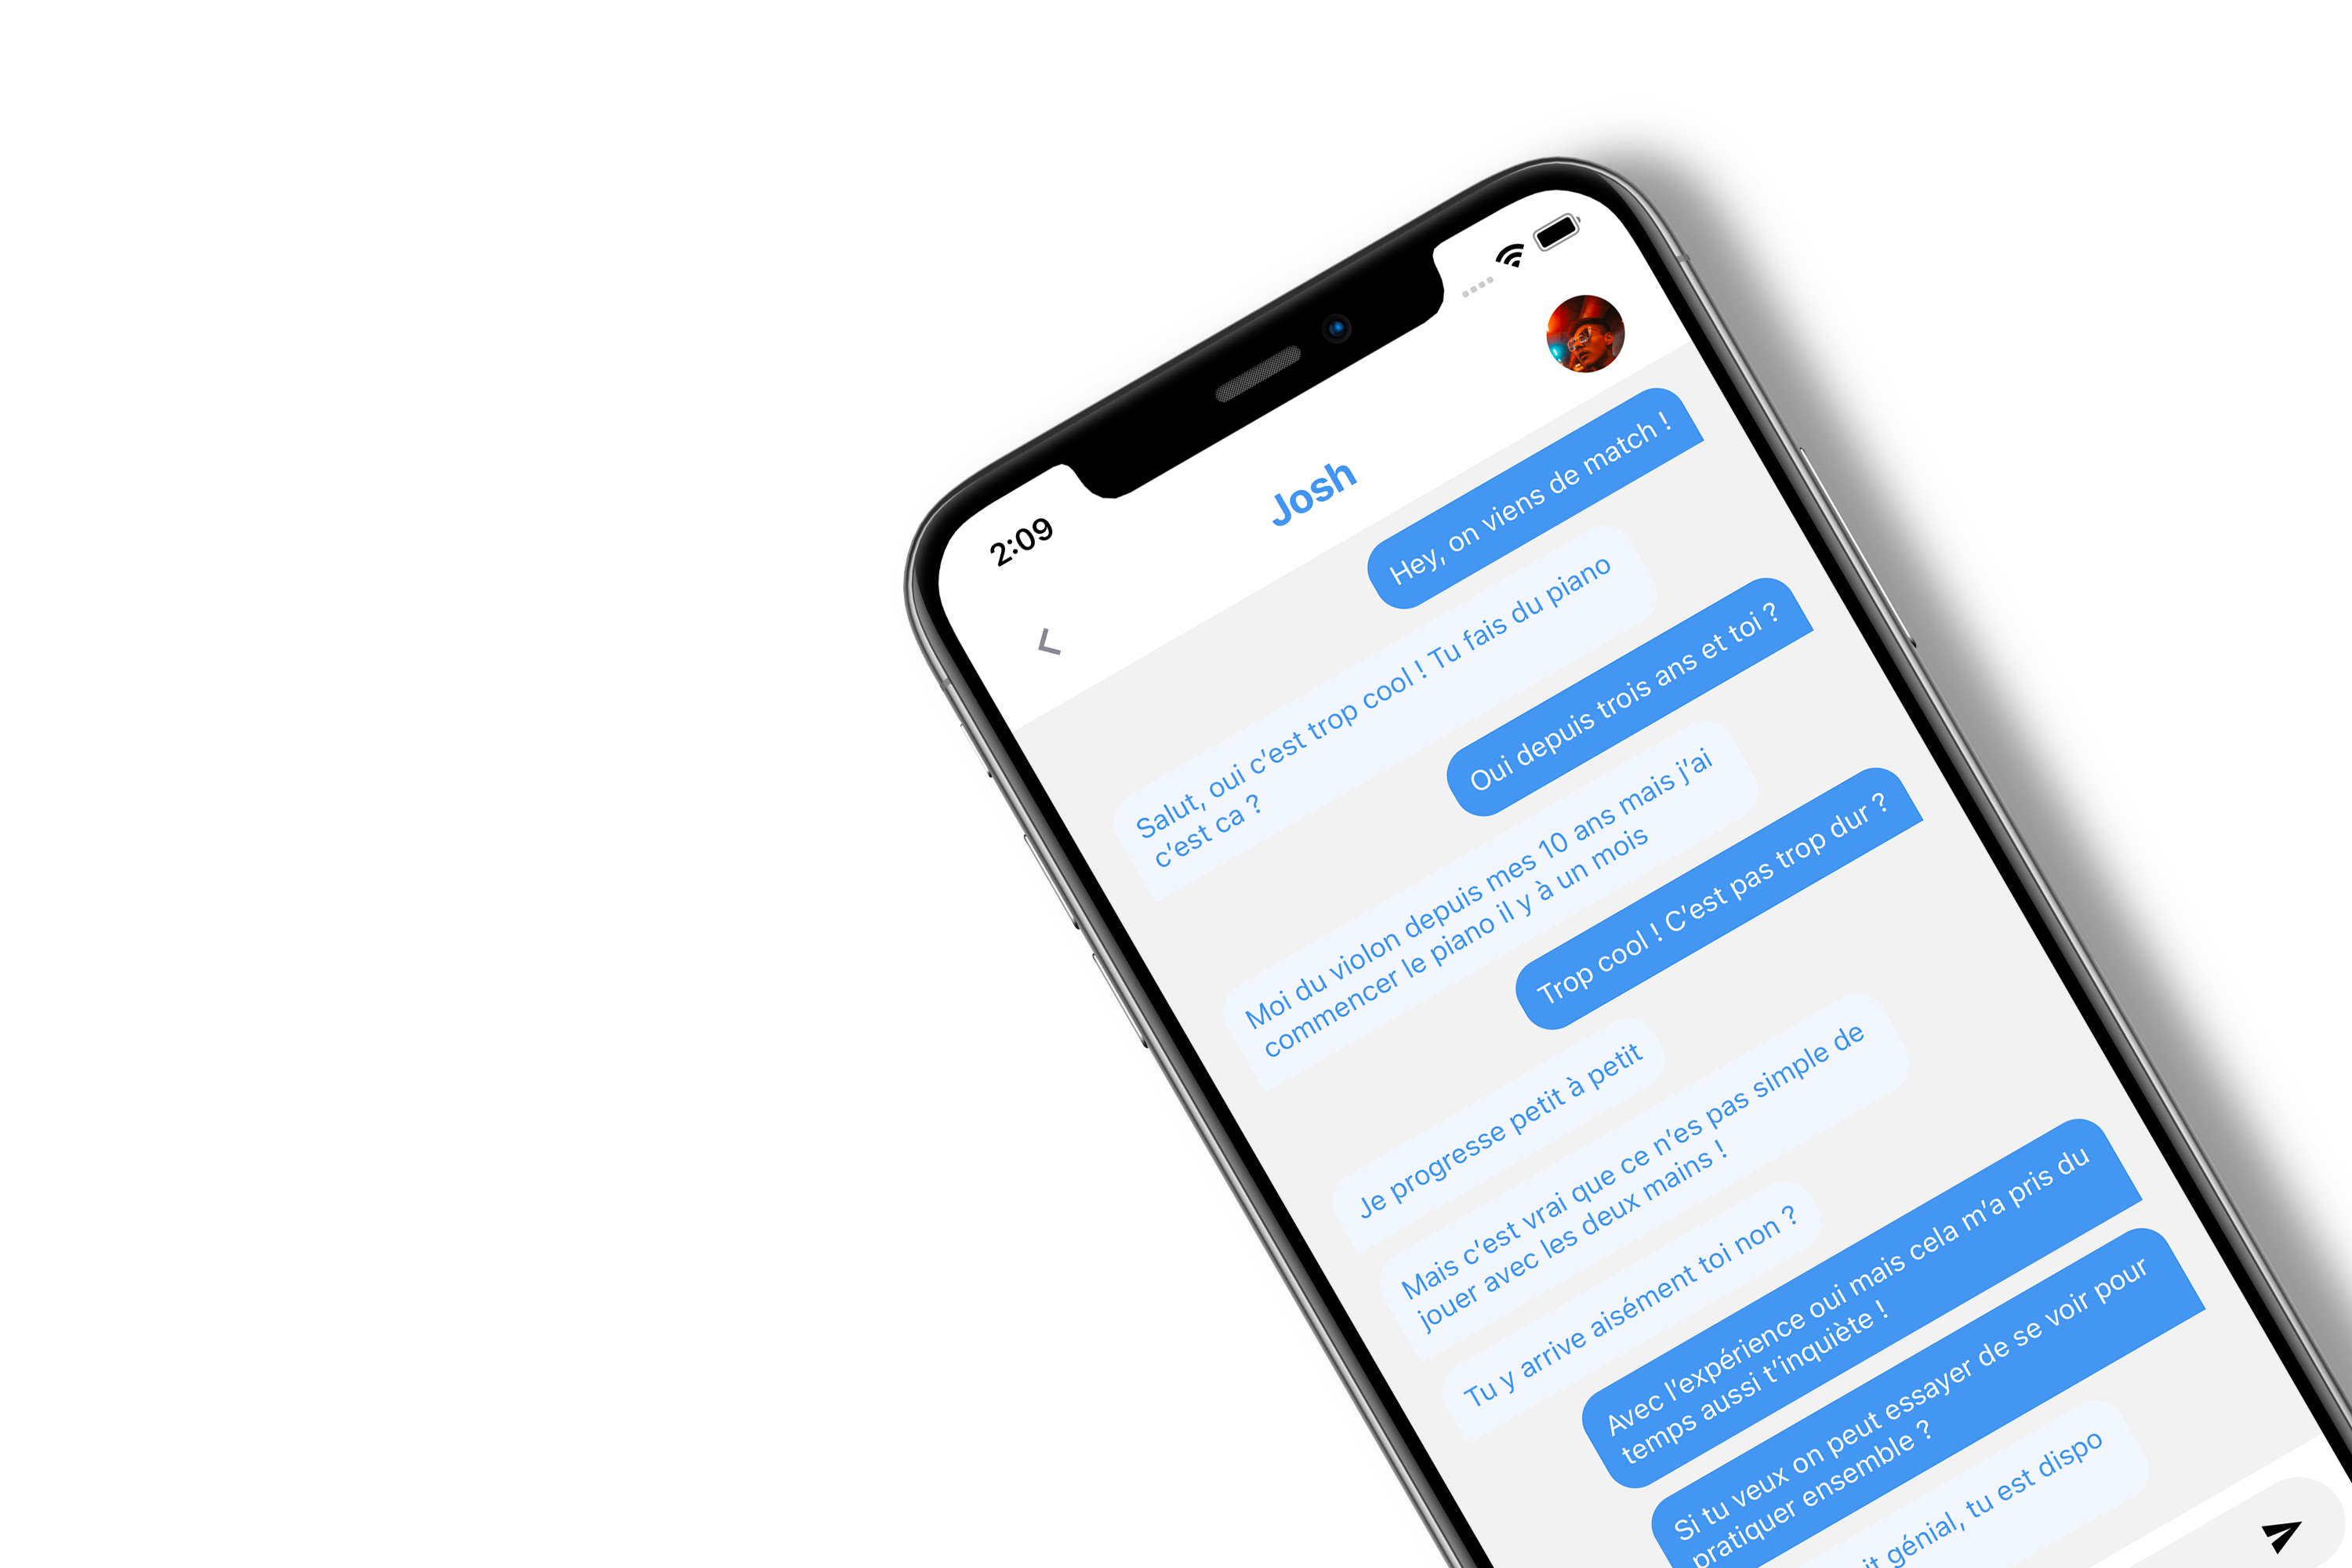 2:09
Josh
Hey, on viens de match !
Salut, oui c'est trop cool ! Tu fais du piano
c'est ca ?
Oui depuis trois ans et toi ?
Moi du violon depuis mes 10 ans mais j'ai
commencer le piano il y à un mois
Trop cool ! C'est pas trop dur ?
Je progresse petit à petit
Mais c'est vrai que ce n'es pas simple de
jouer avec les deux mains !
Tu y arrive aisément toi non ?
Avec l'expérience oui mais cela m'a pris du
temps aussi t'inquiète !
Si tu veux on peut essayer de se voir pour
pratiquer ensemble ?
génial, tu est dispo